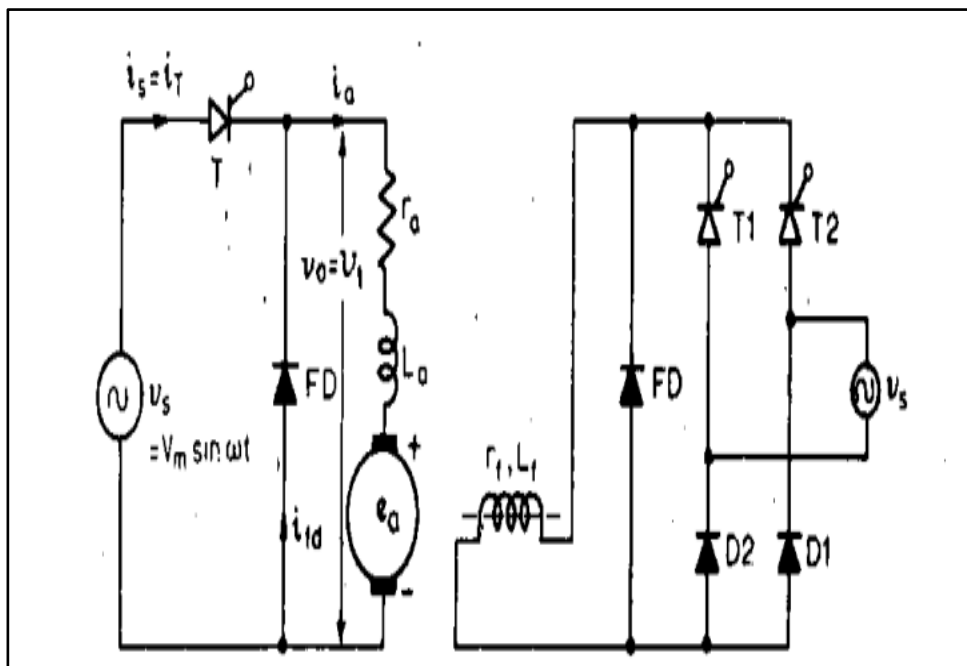 i_s = i_T
T
i_a
r_a
v_0 = v_t
L_a
FD
v_s
= V_m sin ωt
i_fd
+
e_a
-
r_f, L_f
FD
T1
T2
v_s
D2
D1